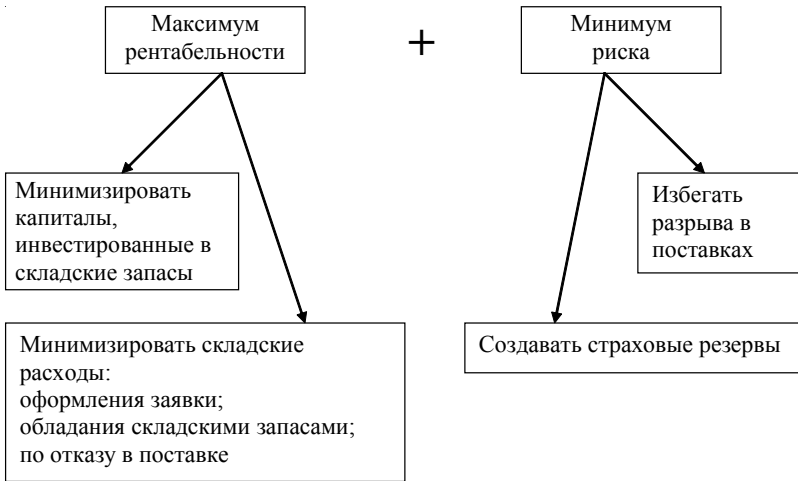 Максимум
рентабельности
+
Минимум
риска
Минимизировать
капиталы,
инвестированные в
складские запасы
Избегать
разрыва в
поставках
Минимизировать складские
расходы:
оформления заявки;
обладания складскими запасами;
по отказу в поставке
Создавать страховые резервы